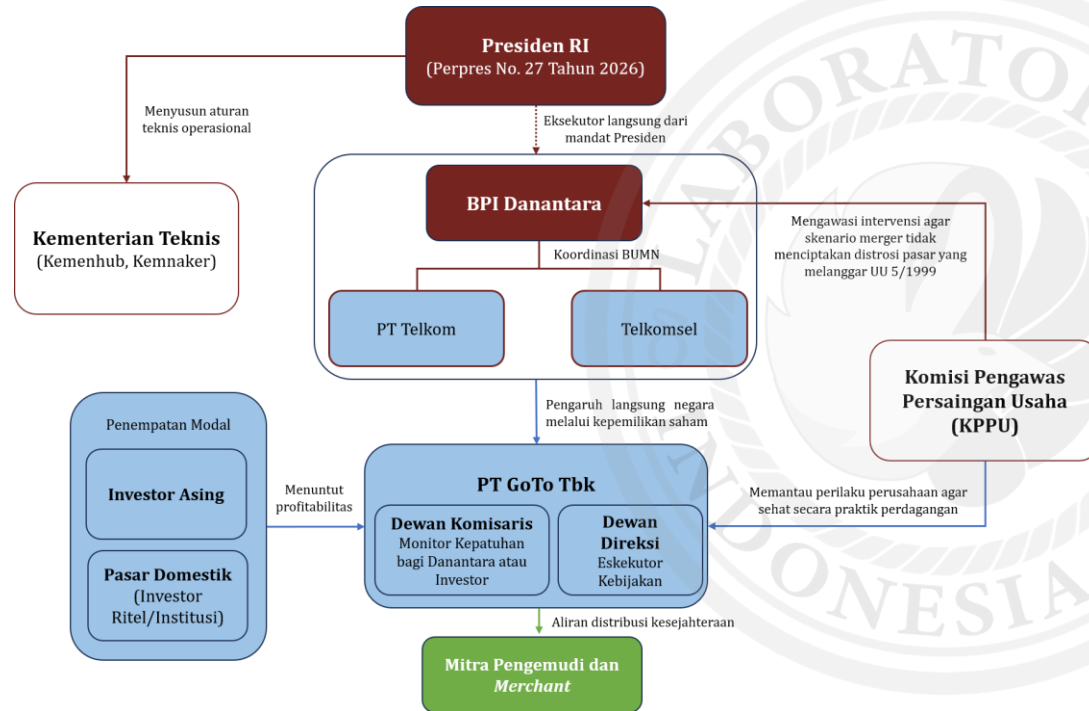 Presiden RI
(Perpres No. 27 Tahun 2026)
Menyusun aturan
teknis operasional
Eksekutor langsung dari
mandat Presiden
Kementerian Teknis
(Kemenhub, Kemnaker)
BPI Danantara
Koordinasi BUMN
PT Telkom
Telkomsel
Mengawasi intervensi agar
skenario merger tidak
menciptakan distrosi pasar yang
melanggar UU 5/1999
Komisi Pengawas
Persaingan Usaha
(KPPU)
Pengaruh langsung negara
melalui kepemilikan saham
Penempatan Modal
Investor Asing
Pasar Domestik
(Investor
Ritel/Institusi)
Menuntut
profitabilitas
PT GoTo Tbk
Dewan Komisaris
Monitor Kepatuhan
bagi Danantara atau
Investor
Dewan
Direksi
Eskekutor
Kebijakan
Memantau perilaku perusahaan agar
sehat secara praktik perdagangan
Aliran distribusi kesejahteraan
Mitra Pengemudi dan
Merchant
LABORATO
INDONESIA